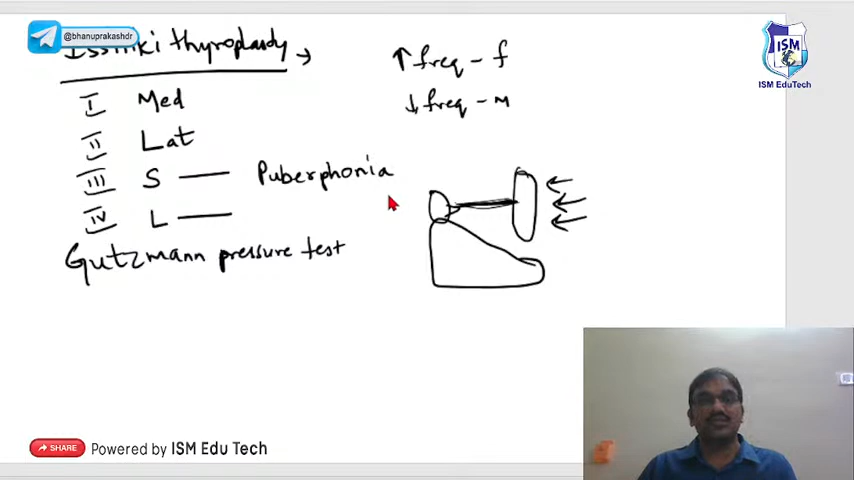 @bhanuprakashdr
Isshiki thyroplasty →
I Med
II Lat
III S — Puberphonia
IV L —
Gutzmann pressure test
↑ freq - f
↓ freq - m
ISM
ISM EduTech
SHARE
Powered by ISM Edu Tech